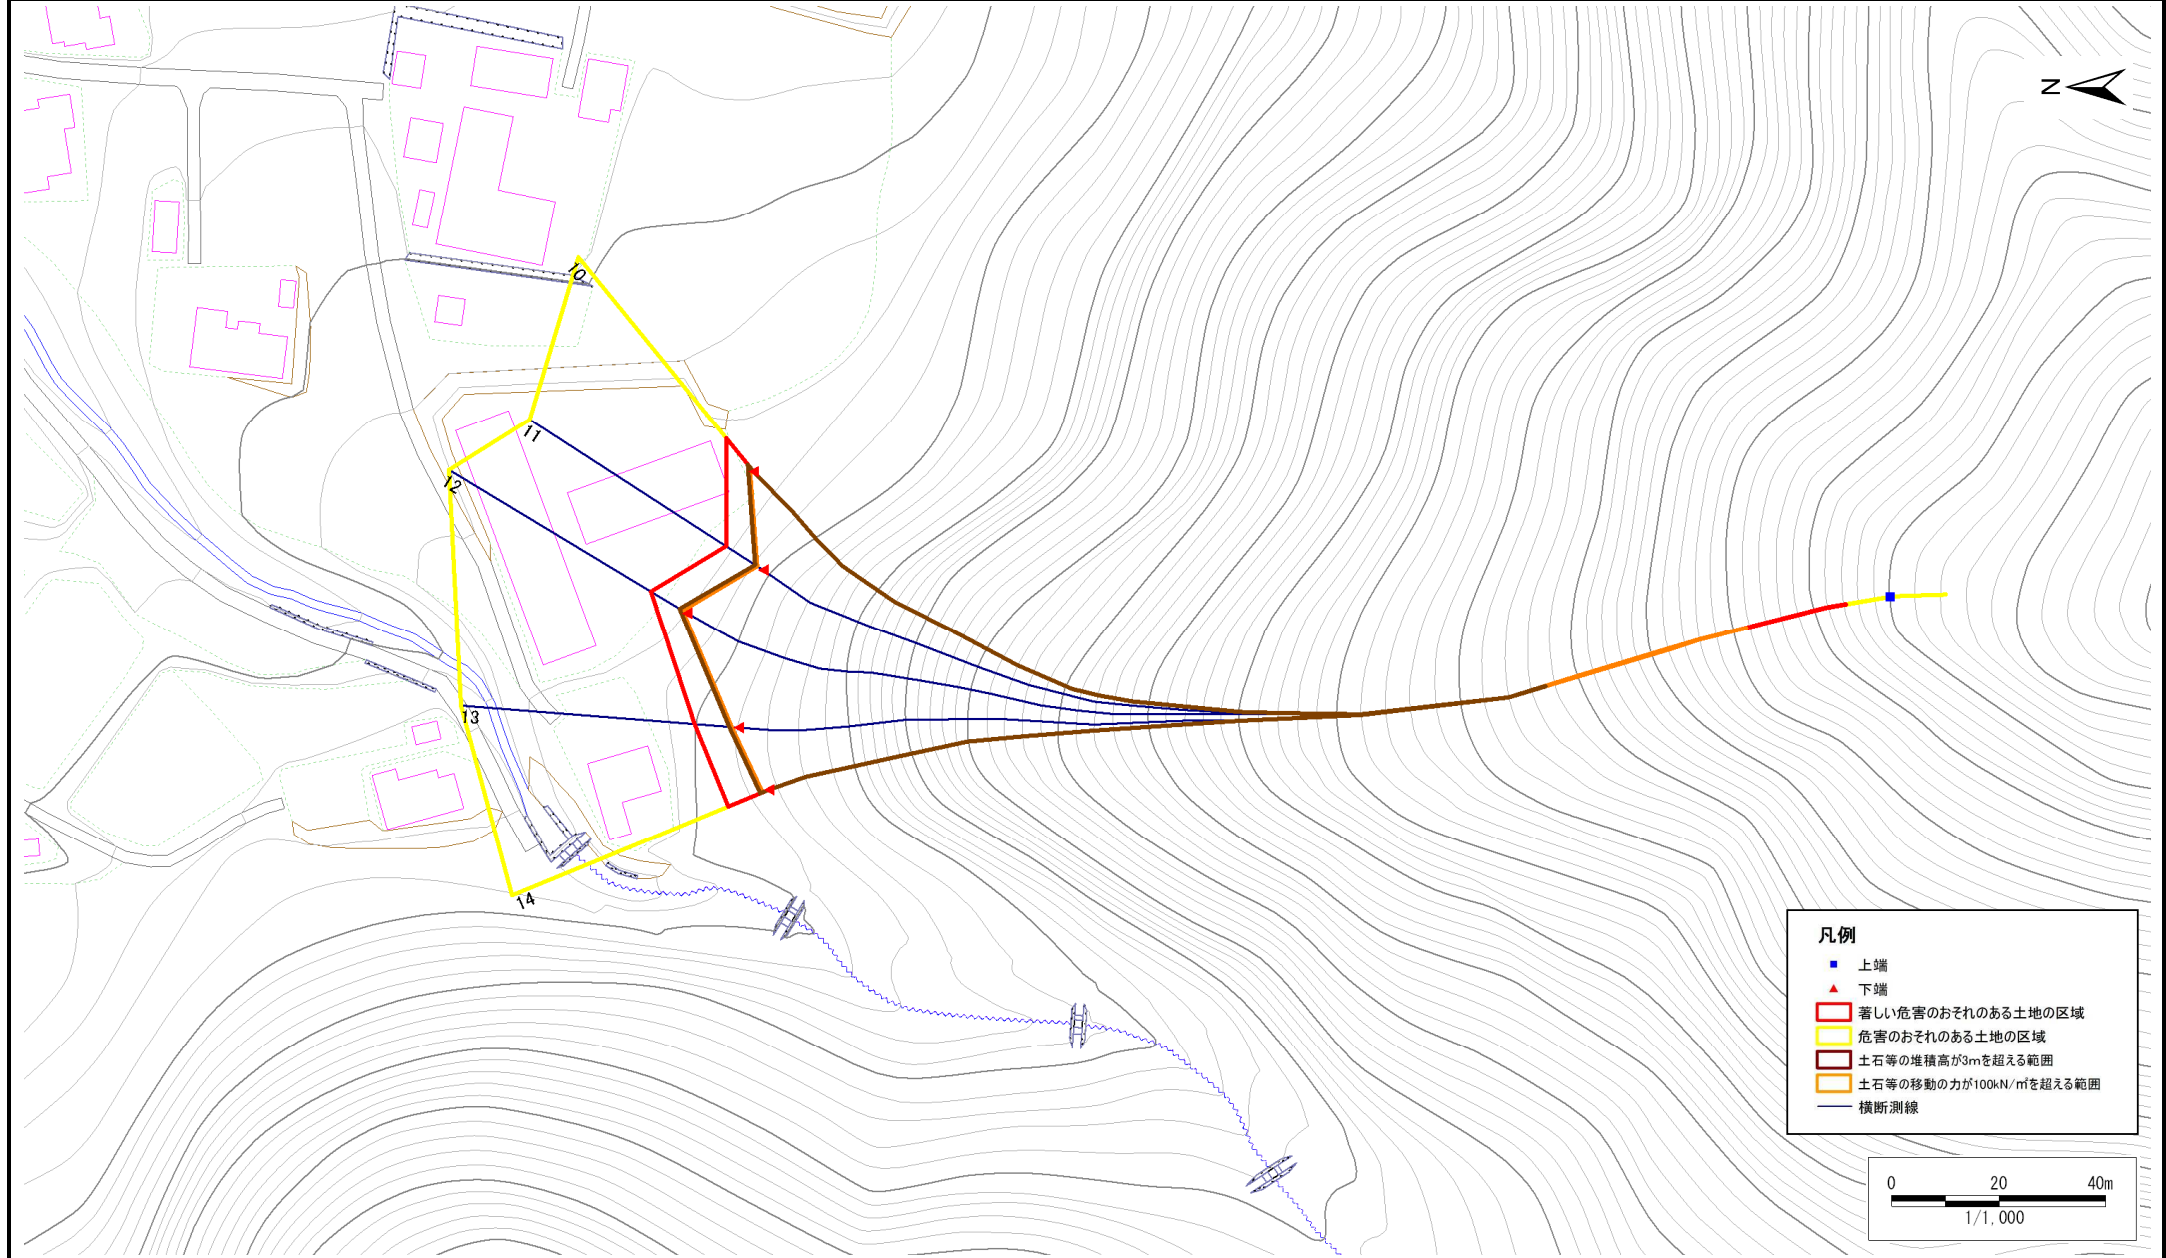 N
10
11
12
13
14
凡例
上端
下端
著しい危害のおそれのある土地の区域
危害のおそれのある土地の区域
土石等の堆積高が3mを超える範囲
土石等の移動の力が100kN/㎡を超える範囲
横断測線
0 20 40m
1/1,000